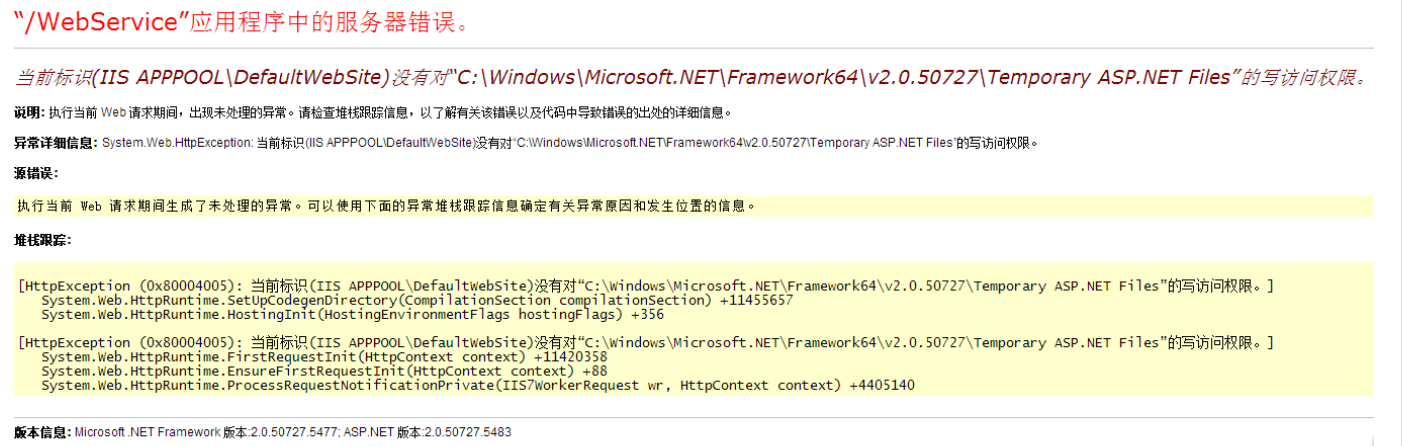 “/WebService”应用程序中的服务器错误。
当前标识(IIS APPPOOL\DefaultWebSite)没有对“C:\Windows\Microsoft.NET\Framework64\v2.0.50727\Temporary ASP.NET Files”的写访问权限。
说明: 执行当前 Web 请求期间，出现未处理的异常。请检查堆栈跟踪信息，以了解有关该错误以及代码中导致错误的出处的详细信息。
异常详细信息: System.Web.HttpException: 当前标识(IIS APPPOOL\DefaultWebSite)没有对“C:\Windows\Microsoft.NET\Framework64\v2.0.50727\Temporary ASP.NET Files”的写访问权限。
源错误:
执行当前 Web 请求期间生成了未处理的异常。可以使用下面的异常堆栈跟踪信息确定有关异常原因和发生位置的信息。
堆栈跟踪:
[HttpException (0x80004005): 当前标识(IIS APPPOOL\DefaultWebSite)没有对“C:\Windows\Microsoft.NET\Framework64\v2.0.50727\Temporary ASP.NET Files”的写访问权限。]
System.Web.HttpRuntime.SetUpCodegenDirectory(CompilationSection compilationSection) +11455657
System.Web.HttpRuntime.HostingInit(HostingEnvironmentFlags hostingFlags) +356
[HttpException (0x80004005): 当前标识(IIS APPPOOL\DefaultWebSite)没有对“C:\Windows\Microsoft.NET\Framework64\v2.0.50727\Temporary ASP.NET Files”的写访问权限。]
System.Web.HttpRuntime.FirstRequestInit(HttpContext context) +11420358
System.Web.HttpRuntime.EnsureFirstRequestInit(HttpContext context) +88
System.Web.HttpRuntime.ProcessRequestNotificationPrivate(IIS7WorkerRequest wr, HttpContext context) +4405140
版本信息: Microsoft .NET Framework 版本:2.0.50727.5477; ASP.NET 版本:2.0.50727.5483